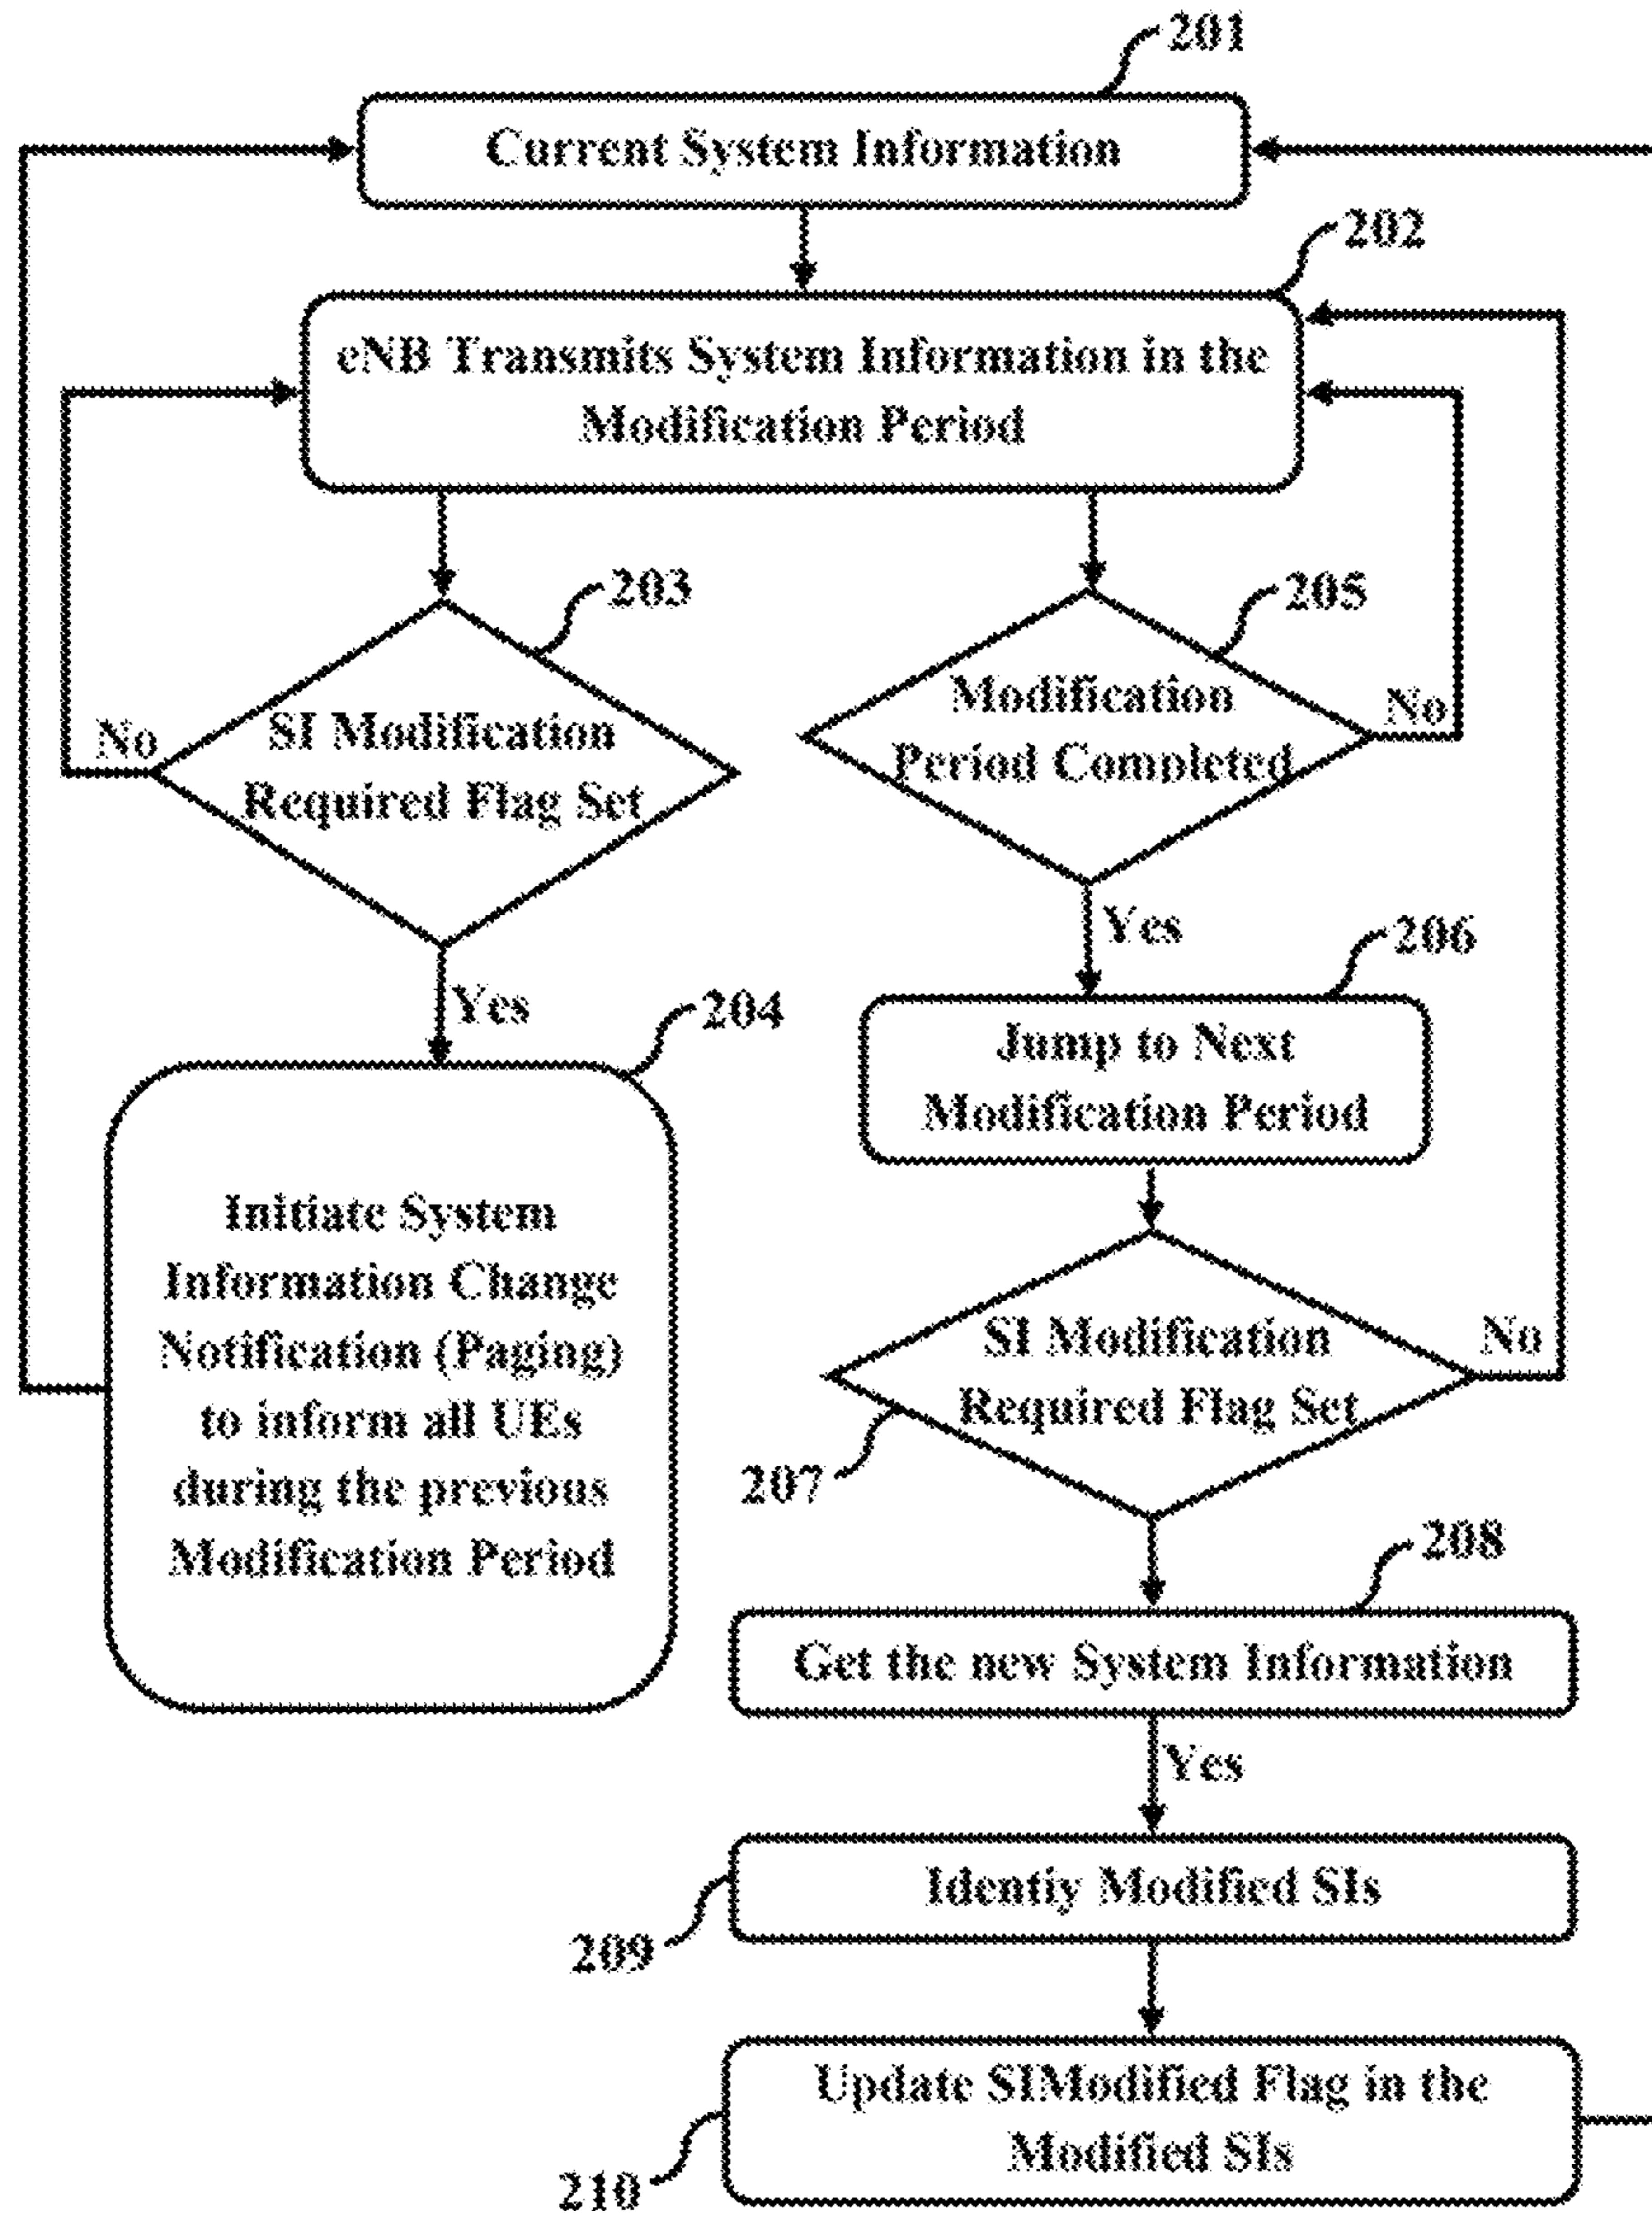 201
Current System Information
202
eNB Transmits System Information in the
Modification Period
203
SI Modification
Required Flag Set
No
Yes
204
Initiate System
Information Change
Notification (Paging)
to inform all UEs
during the previous
Modification Period
205
Modification
Period Completed
No
Yes
206
Jump to Next
Modification Period
SI Modification
Required Flag Set
No
207
208
Get the new System Information
Yes
Identiy Modified SIs
209
Update SIModified Flag in the
Modified SIs
210